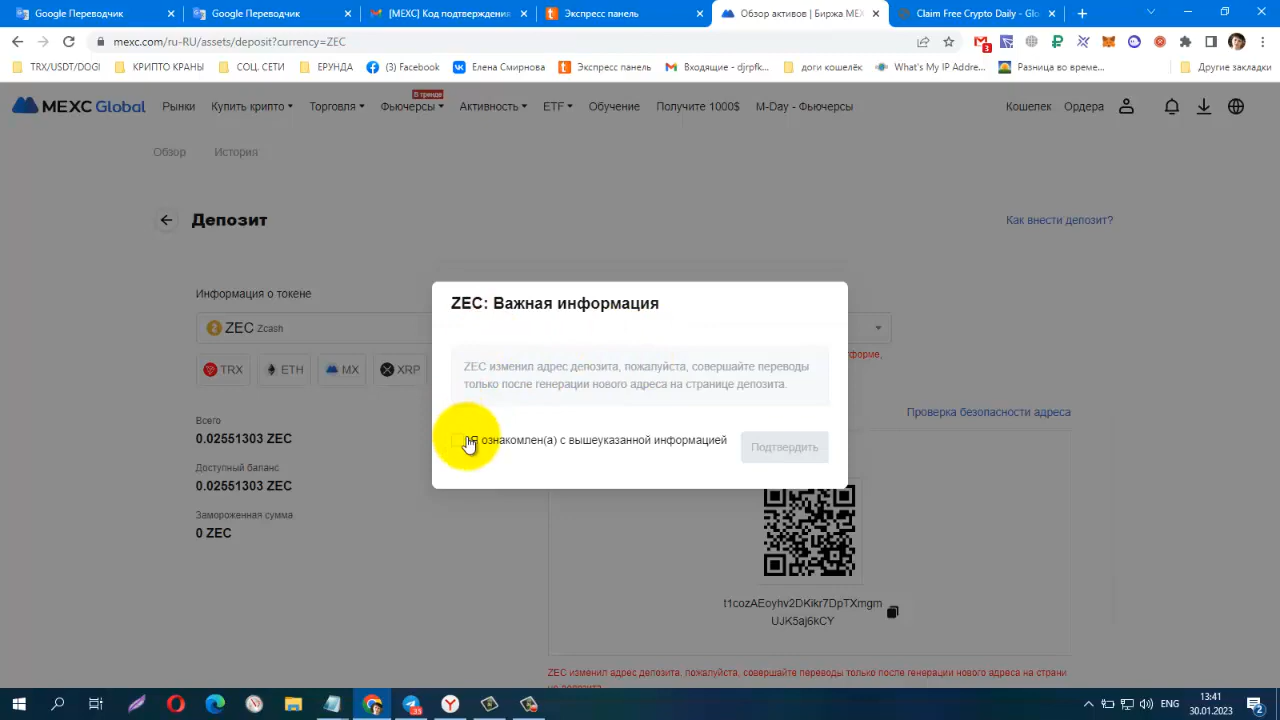 Google Переводчик
Google Переводчик
[MEXC] Код подтверждения
Экспресс панель
Обзор активов | Биржа MEX
Claim Free Crypto Daily - Glo
mexc.com/ru-RU/assets/deposit?currency=ZEC
3
TRX/USDT/DOGI
КРИПТО КРАНЫ
СОЦ. СЕТИ
ЕРУНДА
(3) Facebook
Елена Смирнова
Экспресс панель
Входящие - djrpfk...
доги кошелёк
What's My IP Addre...
Разница во време...
Другие закладки
MEXC Global
Рынки
Купить крипто
Торговля
В тренде
Фьючерсы
Активность
ETF
Обучение
Получите 1000$
M-Day - Фьючерсы
Кошелек
Ордера
Обзор
История
Депозит
Как внести депозит?
Информация о токене
ZEC Zcash
TRX
ETH
MX
XRP
Всего
0.02551303 ZEC
Доступный баланс
0.02551303 ZEC
Замороженная сумма
0 ZEC
ZEC: Важная информация
ZEC изменил адрес депозита, пожалуйста, совершайте переводы
только после генерации нового адреса на странице депозита.
Я ознакомлен(а) с вышеуказанной информацией
Подтвердить
форме,
Проверка безопасности адреса
t1cozAEoyhv2DKikr7DpTXmgm
UJK5aj6kCY
ZEC изменил адрес депозита, пожалуйста, совершайте переводы только после генерации нового адреса на страни
це депозита.
ENG
13:41
30.01.2023
2